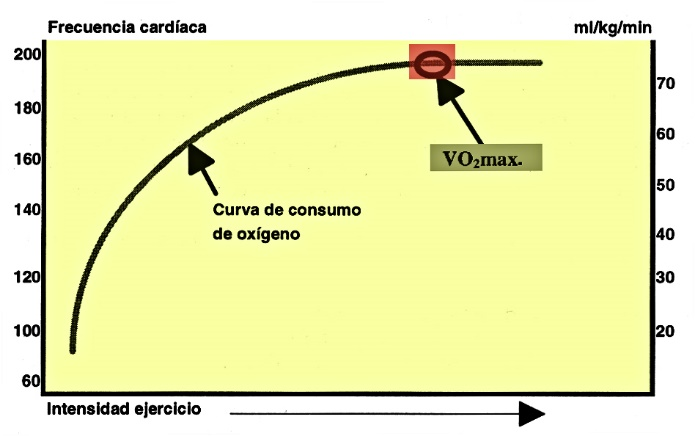 Frecuencia cardíaca
ml/kg/min
200
180
160
140
120
100
60
70
60
50
40
30
20
VO₂max.
Curva de consumo
de oxígeno
Intensidad ejercicio